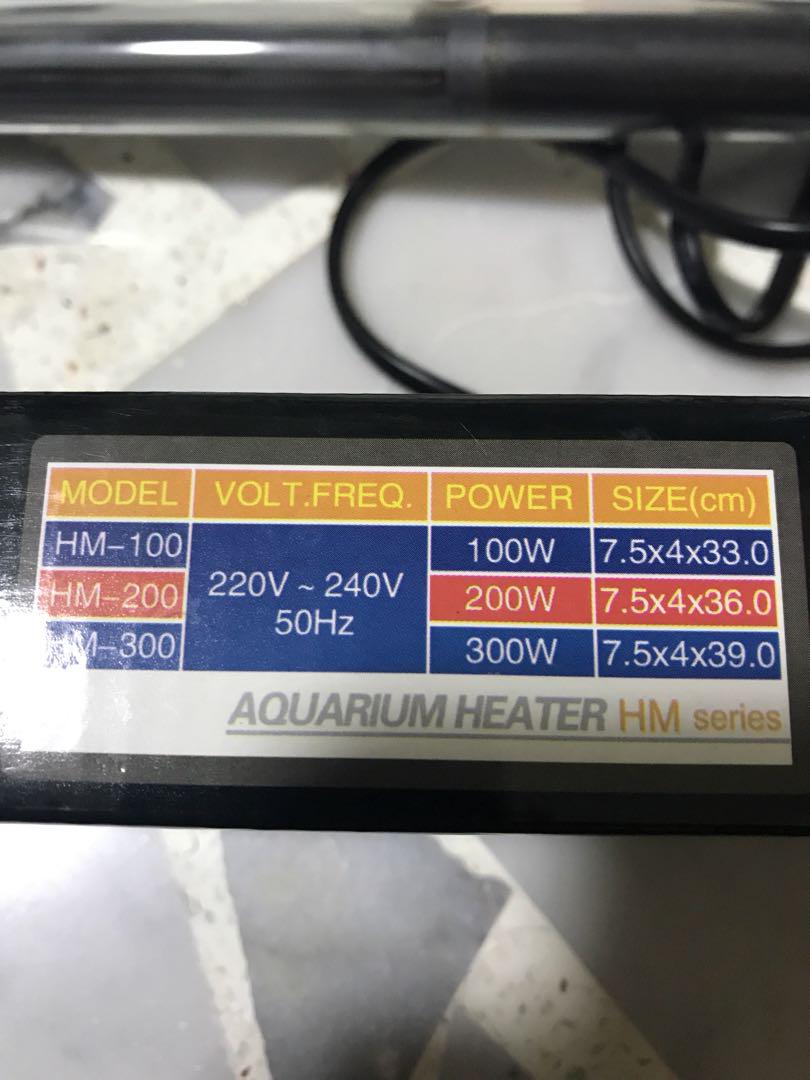 MODEL VOLT.FREQ. POWER SIZE(cm)
HM-100 220V ~ 240V 50Hz 100W 7.5x4x33.0
HM-200 200W 7.5x4x36.0
HM-300 300W 7.5x4x39.0
AQUARIUM HEATER HM series